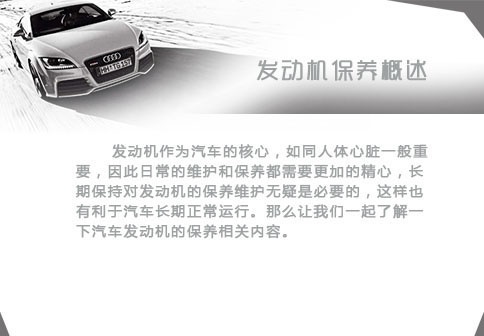 HH·TG 337
发动机保养概述
发动机作为汽车的核心，如同人体心脏一般重
要，因此日常的维护和保养都需要更加的精心，长
期保持对发动机的保养维护无疑是必要的，这样也
有利于汽车长期正常运行。那么让我们一起了解一
下汽车发动机的保养相关内容。